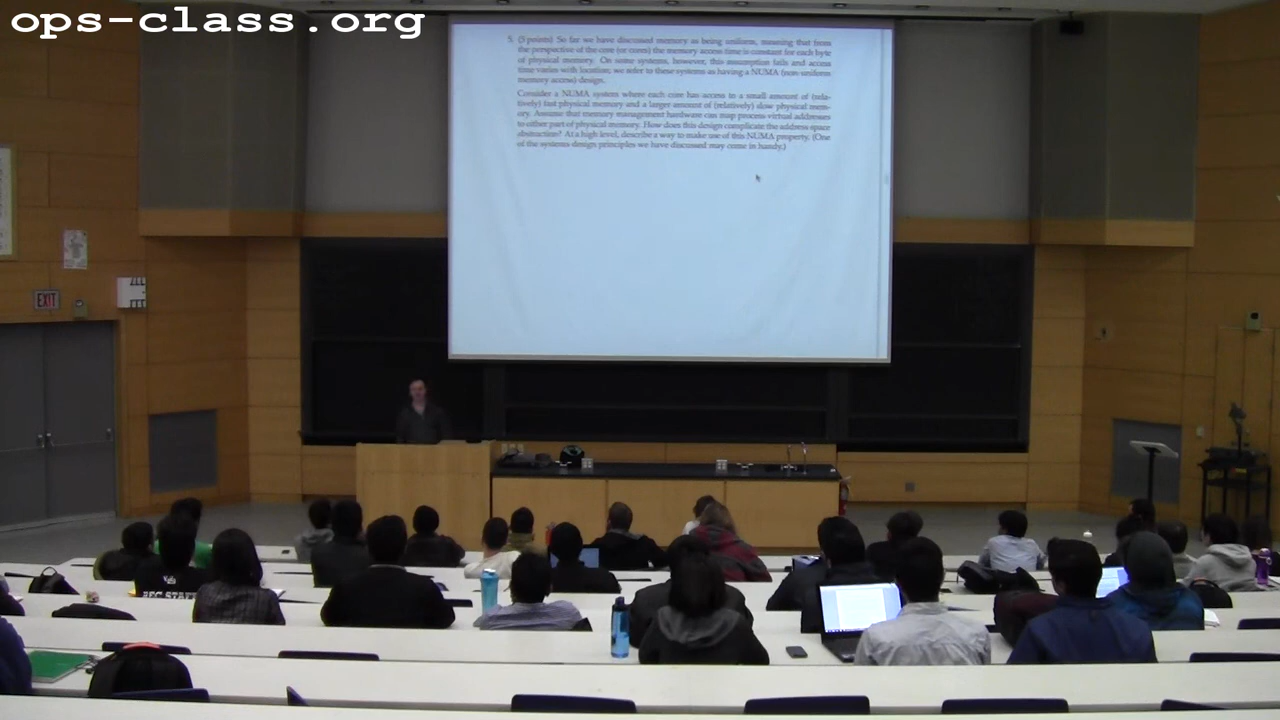 ops-class.org
5. (5 points) So far we have discussed memory as being uniform, meaning that from
the perspective of the core (or cores) the memory access time is constant for each byte
of physical memory. On some systems, however, this assumption fails and access
time varies with location; we refer to these systems as having a NUMA (non-uniform
memory access) design.
Consider a NUMA system where each core has access to a small amount of (rela-
tively) fast physical memory and a larger amount of (relatively) slow physical mem-
ory. Assume that memory management hardware can map process virtual addresses
to either part of physical memory. How does this design complicate the address space
abstraction? At a high level, describe a way to make use of this NUMA property. (One
of the systems design principles we have discussed may come in handy.)
EXIT